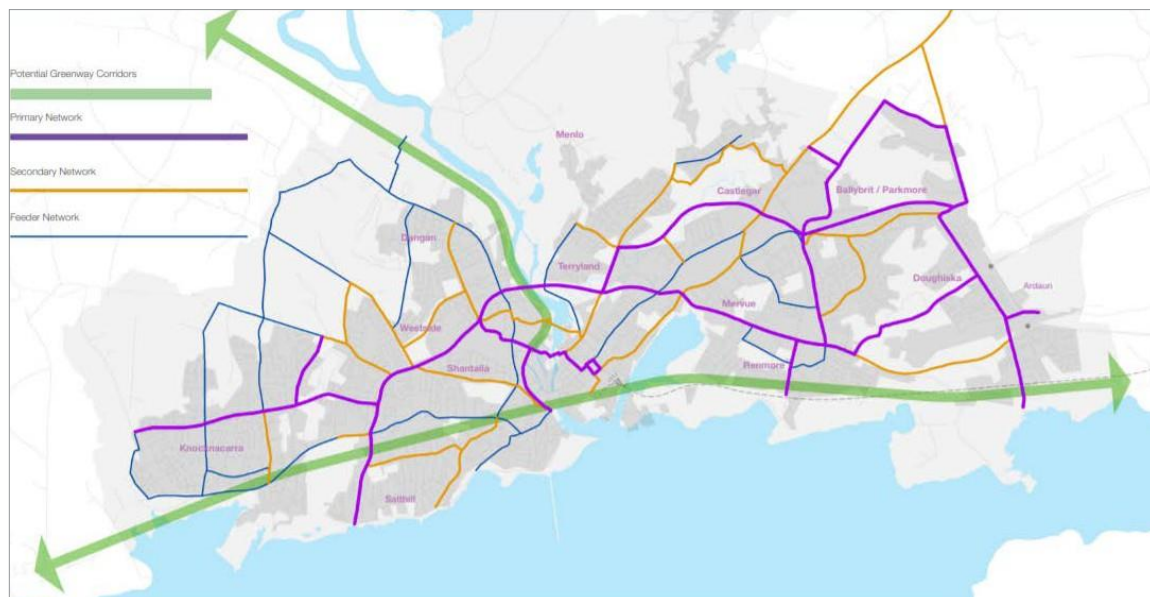 Potential Greenway Corridors
Primary Network
Secondary Network
Feeder Network
Menlo
Castlegar
Ballybrit / Parkmore
Dangan
Terryland
Doughiska
Ardaun
Mervue
Westside
Shantalla
Renmore
Knocknacarra
Salthill